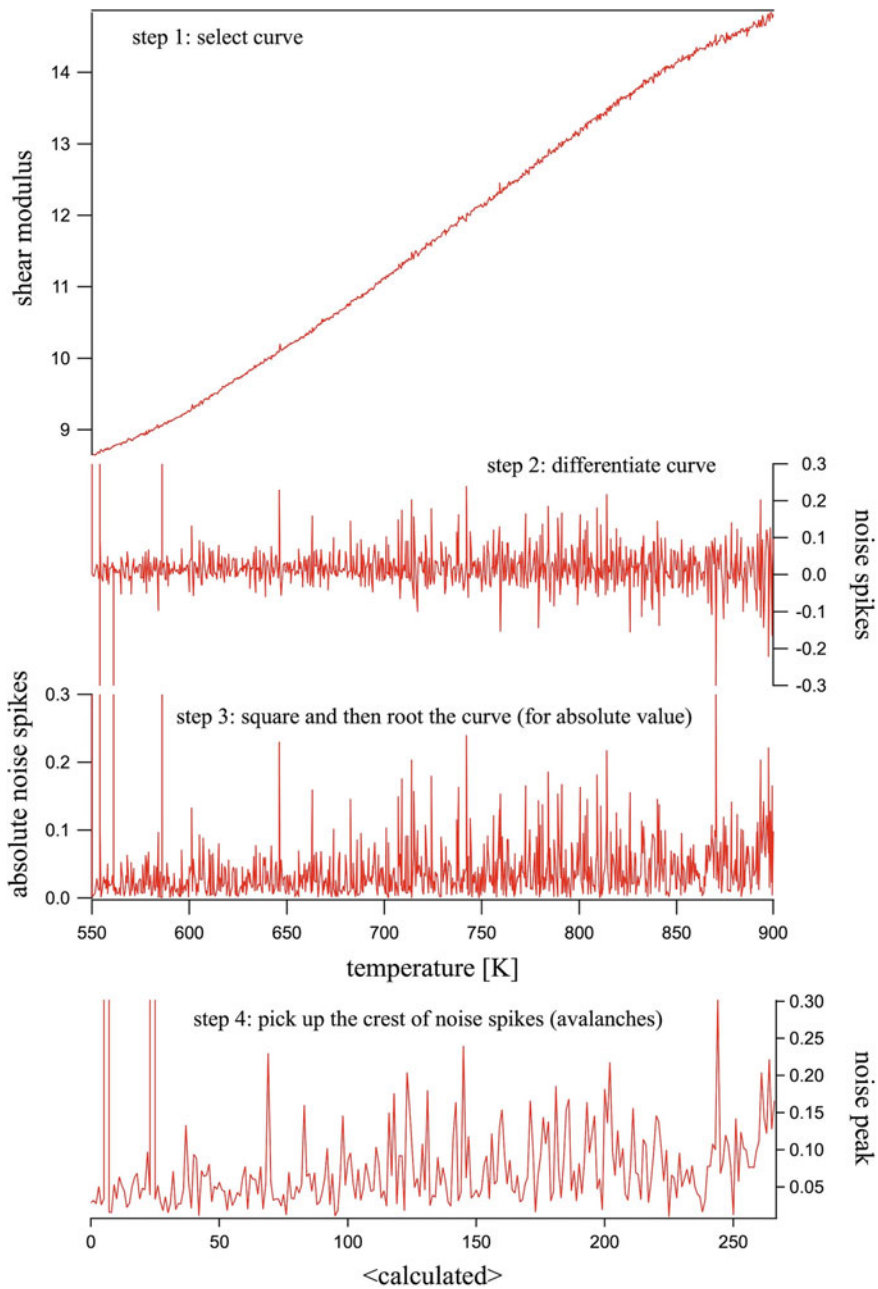 step 1: select curve
14
13
12
11
10
9
shear modulus
step 2: differentiate curve
0.3
0.2
0.1
0.0
-0.1
-0.2
-0.3
noise spikes
step 3: square and then root the curve (for absolute value)
0.3
0.2
0.1
0.0
absolute noise spikes
550 600 650 700 750 800 850 900
temperature [K]
step 4: pick up the crest of noise spikes (avalanches)
0.30
0.25
0.20
0.15
0.10
0.05
noise peak
0 50 100 150 200 250
<calculated>